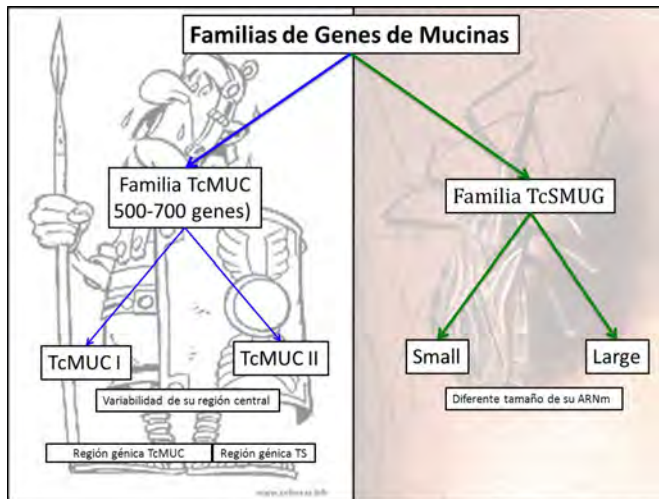 Familias de Genes de Mucinas
Familia TcMUC
500-700 genes)
Familia TcSMUG
TcMUC I
TcMUC II
Small
Large
Variabilidad de su región central
Diferente tamaño de su ARNm
Región génica TcMUC
Región génica TS